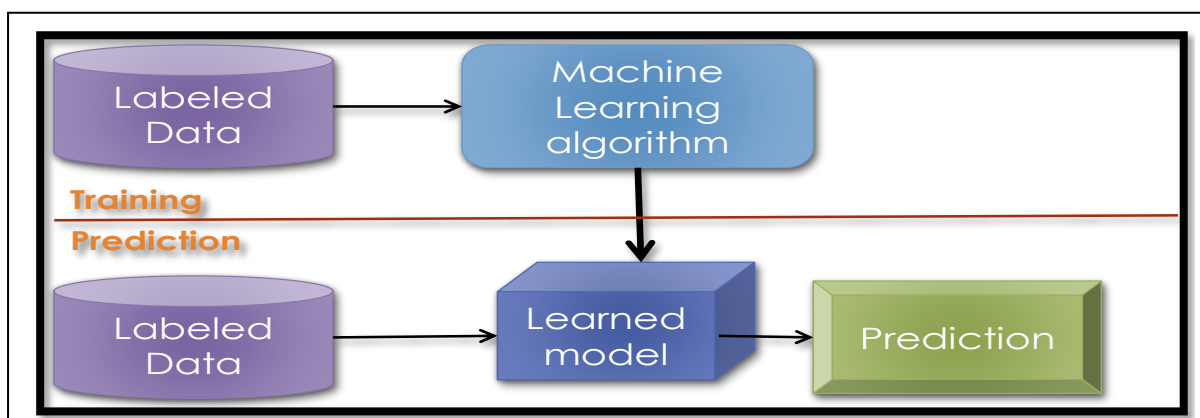 Labeled
Data
Machine
Learning
algorithm
Training
Prediction
Labeled
Data
Learned
model
Prediction